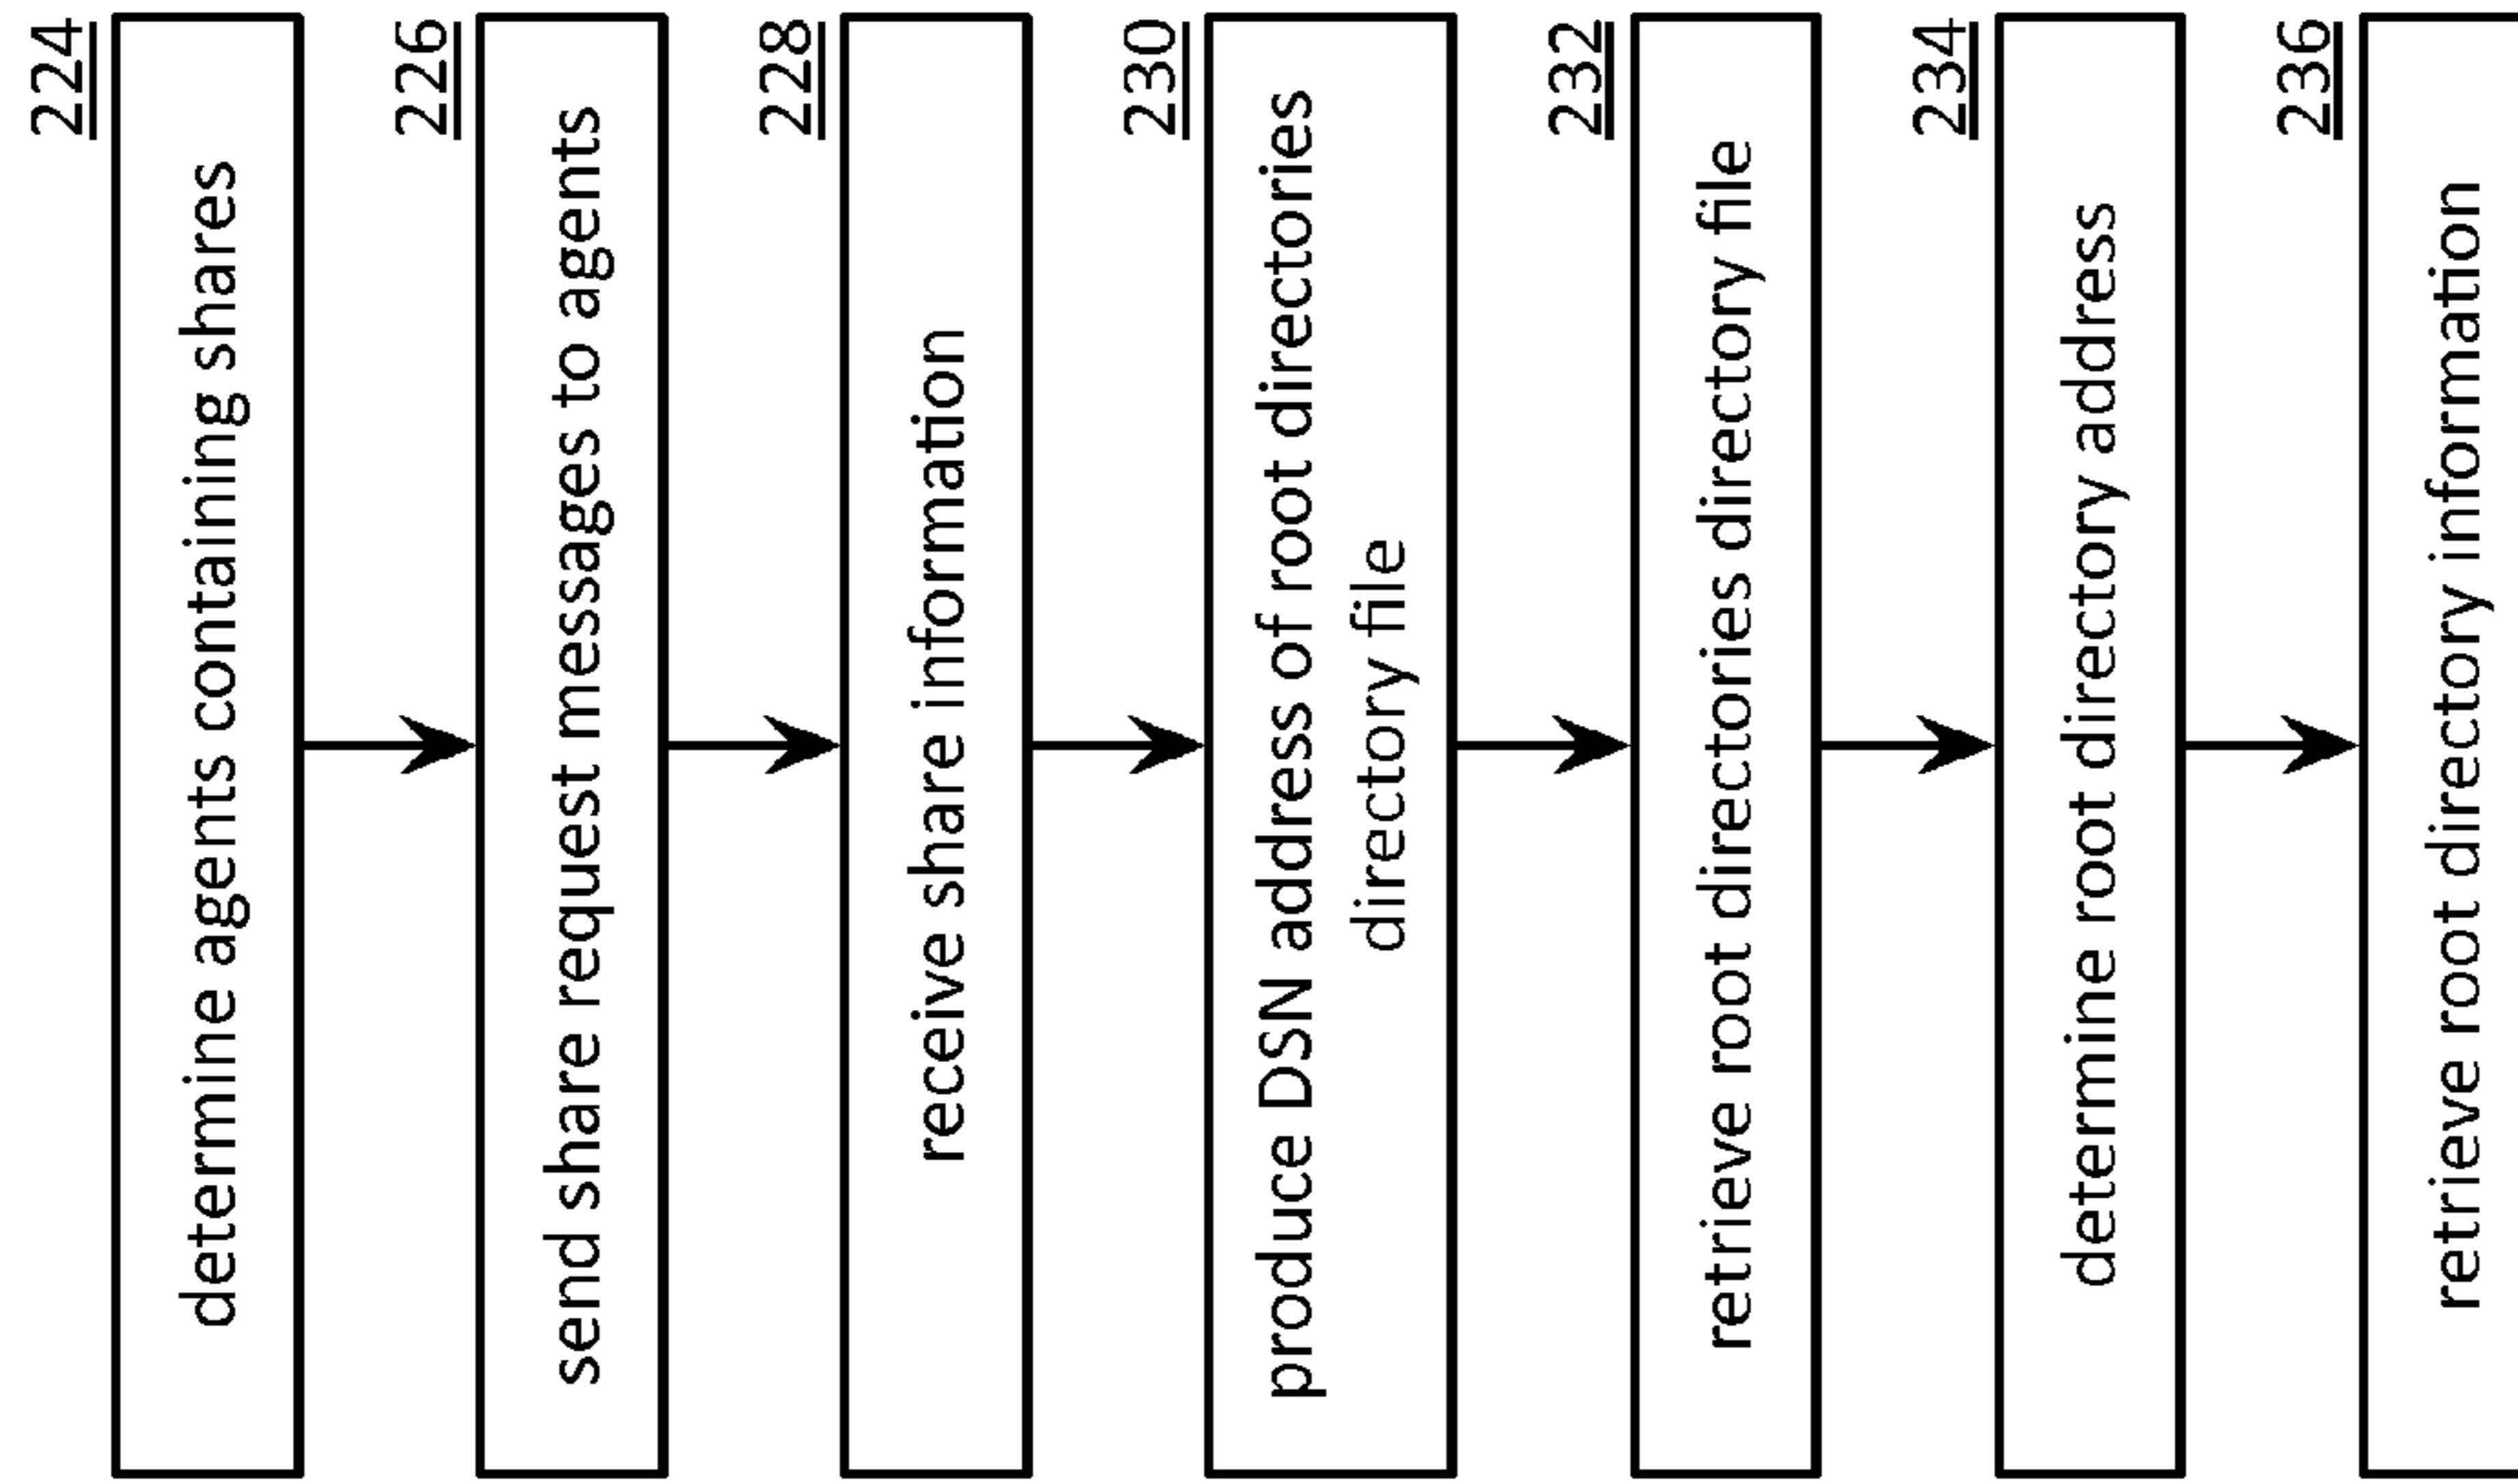 224
determine agents containing shares
226
send share request messages to agents
228
receive share information
230
produce DSN address of root directories
directory file
232
retrieve root directories directory file
234
determine root directory address
236
retrieve root directory information